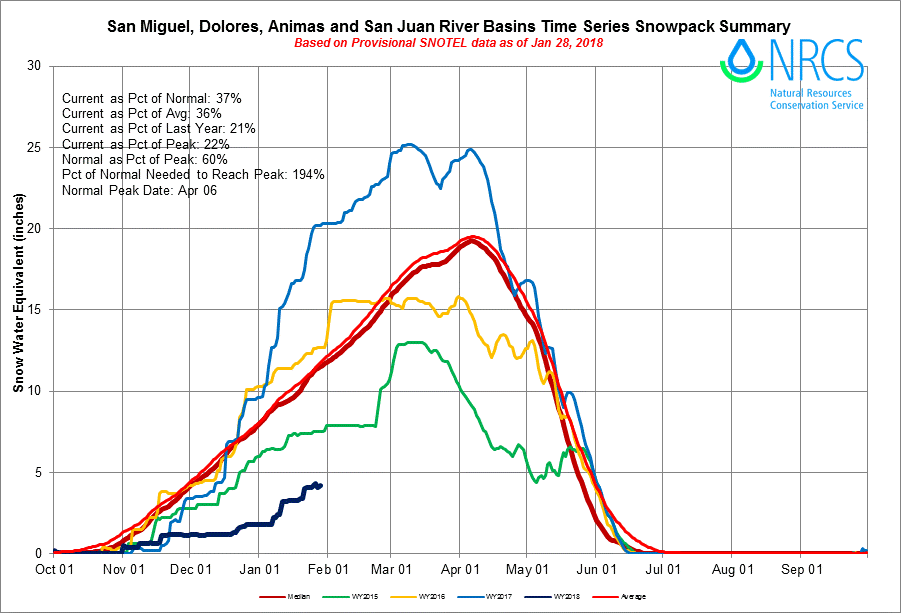 San Miguel, Dolores, Animas and San Juan River Basins Time Series Snowpack Summary
Based on Provisional SNOTEL data as of Jan 28, 2018
NRCS
Natural Resources
Conservation Service
Current as Pct of Normal: 37%
Current as Pct of Avg: 36%
Current as Pct of Last Year: 21%
Current as Pct of Peak: 22%
Normal as Pct of Peak: 60%
Pct of Normal Needed to Reach Peak: 194%
Normal Peak Date: Apr 06
Snow Water Equivalent (inches)
30
25
20
15
10
5
0
Oct 01 Nov 01 Dec 01 Jan 01 Feb 01 Mar 01 Apr 01 May 01 Jun 01 Jul 01 Aug 01 Sep 01
Median WY2015 WY2016 WY2017 WY2018 Average